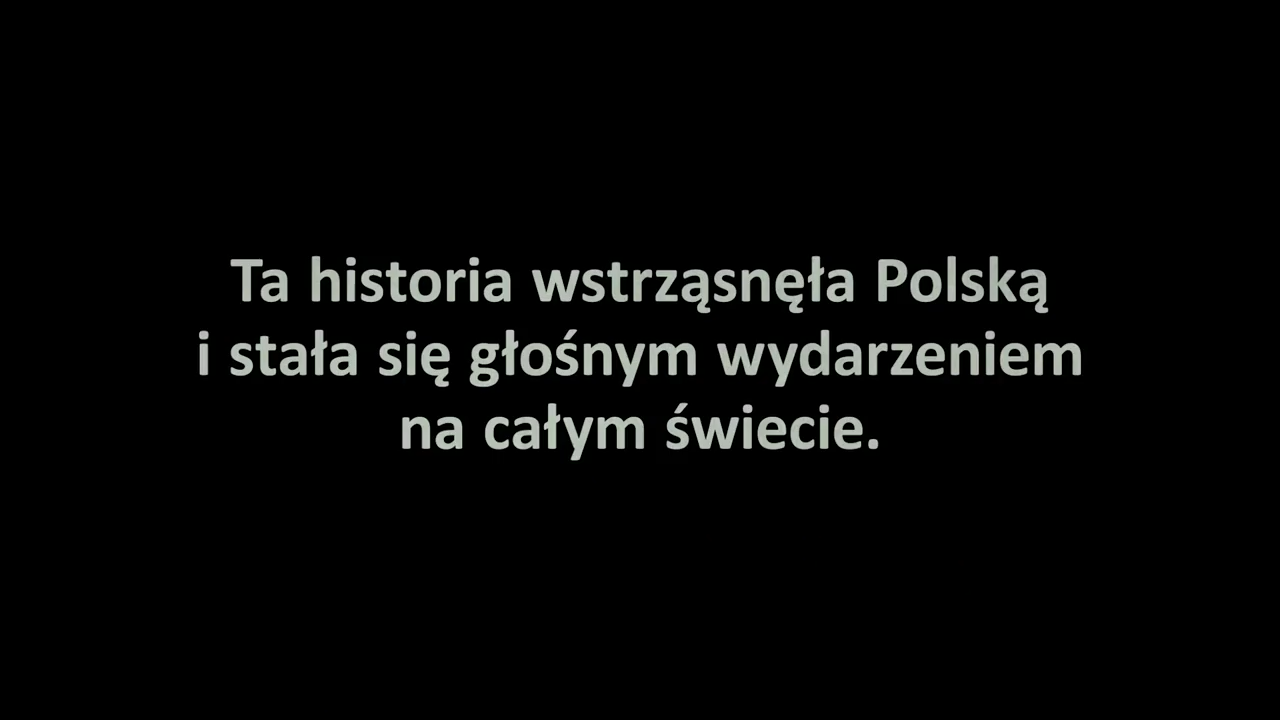 Ta historia wstrząsnęła Polską
i stała się głośnym wydarzeniem
na całym świecie.